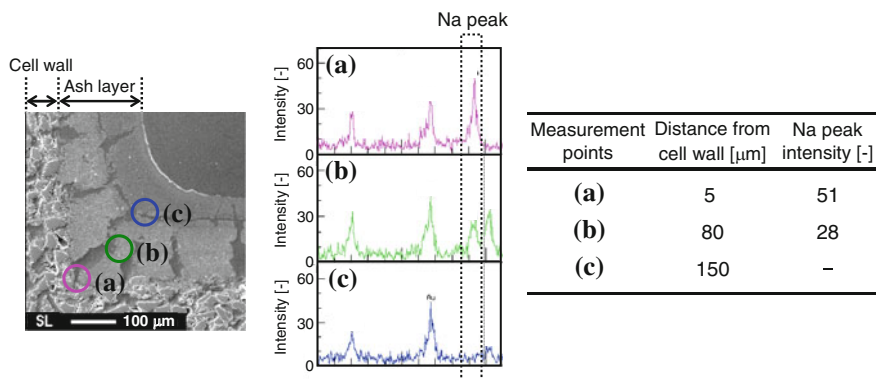 Cell wall
Ash layer
(a)
(b)
(c)
SL 100 µm
Na peak
(a)
Intensity [-]
60
30
0
(b)
Intensity [-]
60
30
0
(c)
Intensity [-]
60
30
0
Au
Measurement points Distance from cell wall [µm] Na peak intensity [-]
(a) 5 51
(b) 80 28
(c) 150 –